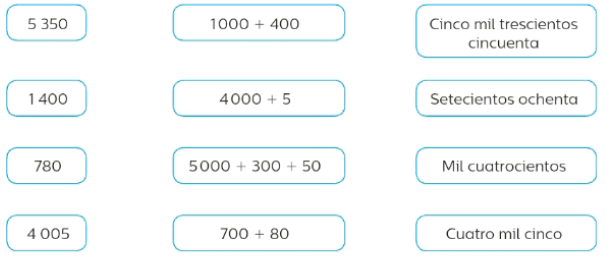 5 350 1000 + 400 Cinco mil trescientos
cincuenta
1 400 4000 + 5 Setecientos ochenta
780 5000 + 300 + 50 Mil cuatrocientos
4 005 700 + 80 Cuatro mil cinco